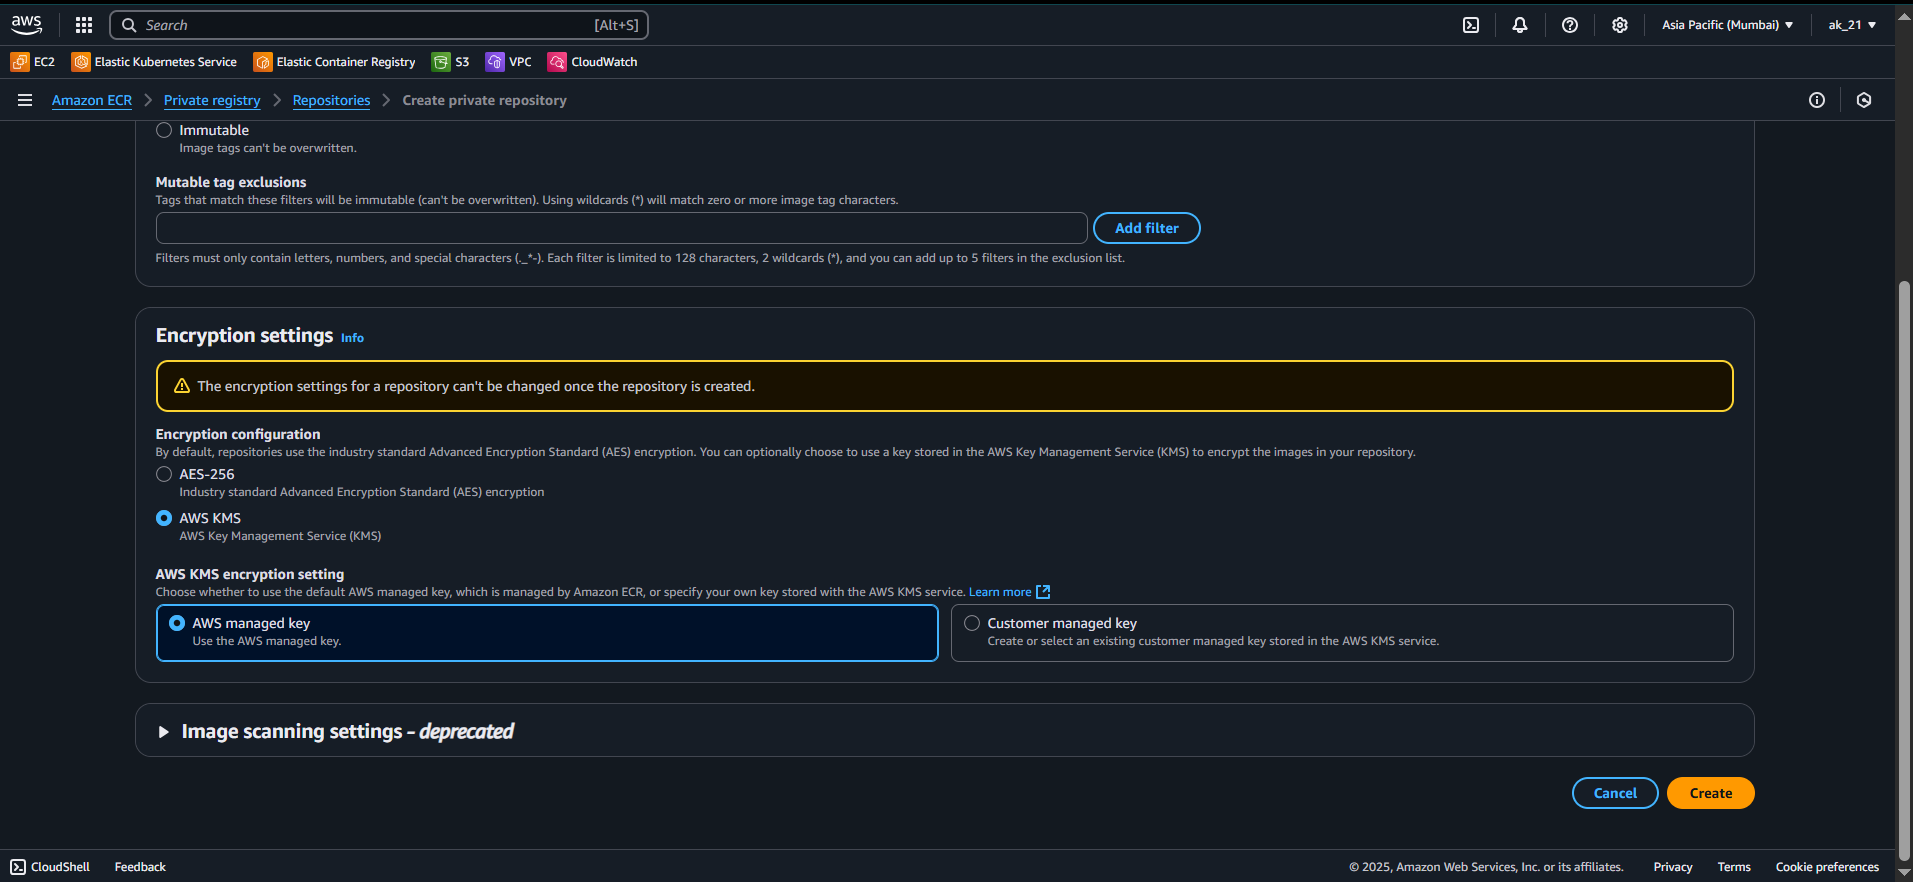 aws
Search [Alt+S]
Asia Pacific (Mumbai)
ak_21
EC2 Elastic Kubernetes Service Elastic Container Registry S3 VPC CloudWatch
Amazon ECR Private registry Repositories Create private repository
Immutable
Image tags can't be overwritten.
Mutable tag exclusions
Tags that match these filters will be immutable (can't be overwritten). Using wildcards (*) will match zero or more image tag characters.
Add filter
Filters must only contain letters, numbers, and special characters (._*-). Each filter is limited to 128 characters, 2 wildcards (*), and you can add up to 5 filters in the exclusion list.
Encryption settings Info
The encryption settings for a repository can't be changed once the repository is created.
Encryption configuration
By default, repositories use the industry standard Advanced Encryption Standard (AES) encryption. You can optionally choose to use a key stored in the AWS Key Management Service (KMS) to encrypt the images in your repository.
AES-256
Industry standard Advanced Encryption Standard (AES) encryption
AWS KMS
AWS Key Management Service (KMS)
AWS KMS encryption setting
Choose whether to use the default AWS managed key, which is managed by Amazon ECR, or specify your own key stored with the AWS KMS service. Learn more
AWS managed key
Use the AWS managed key.
Customer managed key
Create or select an existing customer managed key stored in the AWS KMS service.
Image scanning settings - deprecated
Cancel Create
CloudShell Feedback © 2025, Amazon Web Services, Inc. or its affiliates. Privacy Terms Cookie preferences